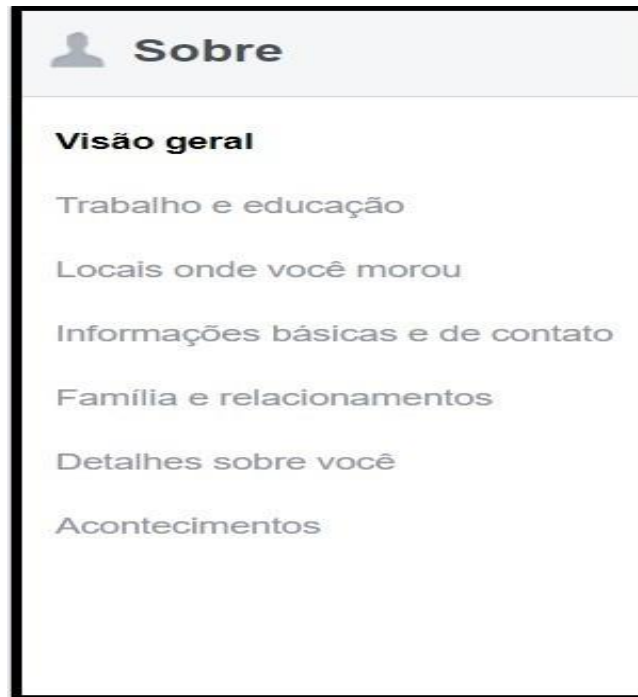 Sobre
Visão geral
Trabalho e educação
Locais onde você morou
Informações básicas e de contato
Família e relacionamentos
Detalhes sobre você
Acontecimentos